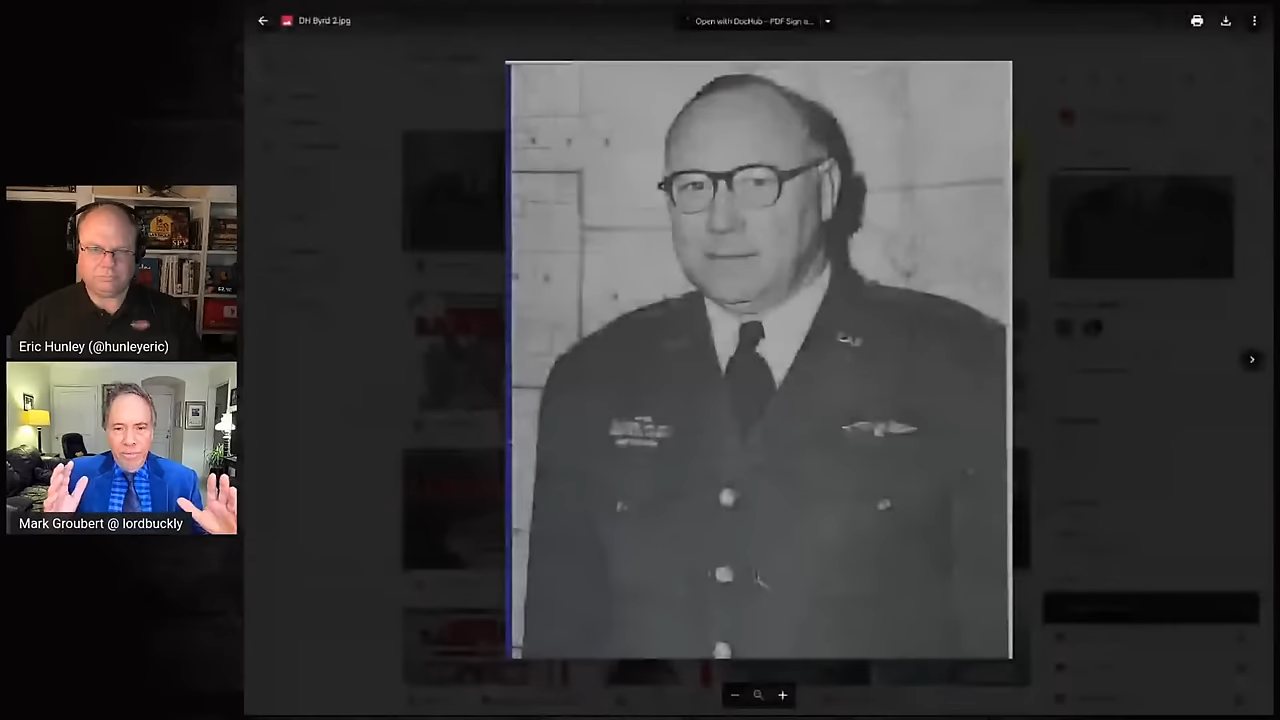 DH Byrd 2.jpg
Open with DocHub - PDF Sign a...
Eric Hunley (@hunleyeric)
Mark Groubert @ lordbuckly